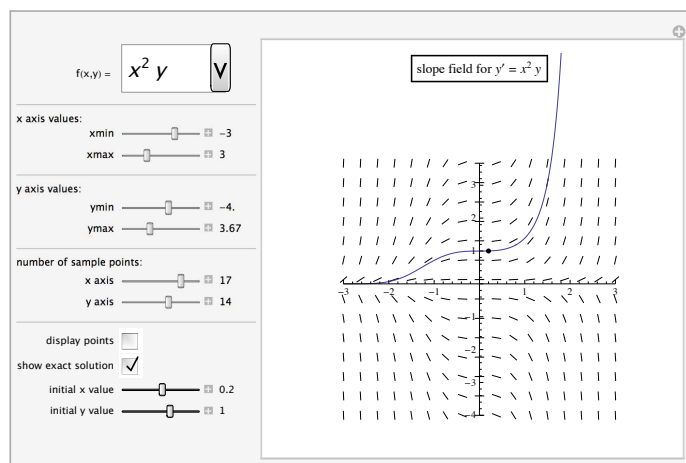 f(x,y) = x² y
x axis values:
xmin -3
xmax 3
y axis values:
ymin -4.
ymax 3.67
number of sample points:
x axis 17
y axis 14
display points
show exact solution
initial x value 0.2
initial y value 1
slope field for y′ = x² y
3
2
1
-3 -2 -1 1 2 3
-1
-2
-3
-4